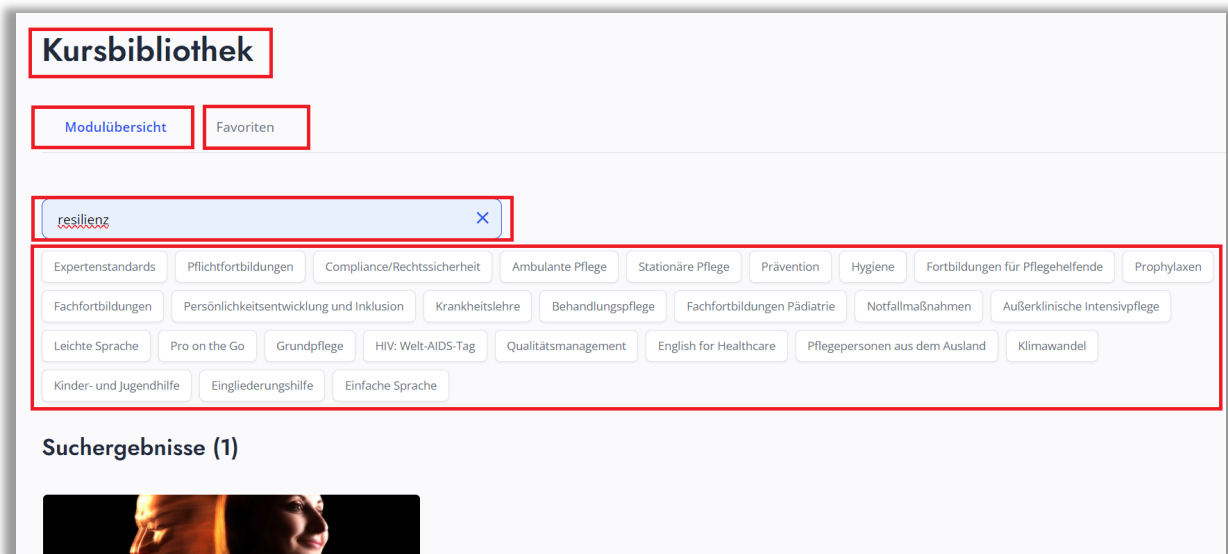 Kursbibliothek
Modulübersicht Favoriten
resilienz
Expertenstandards Pflichtfortbildungen Compliance/Rechtssicherheit Ambulante Pflege Stationäre Pflege Prävention Hygiene Fortbildungen für Pflegehelfende Prophylaxen
Fachfortbildungen Persönlichkeitsentwicklung und Inklusion Krankheitslehre Behandlungspflege Fachfortbildungen Pädiatrie Notfallmaßnahmen Außerklinische Intensivpflege
Leichte Sprache Pro on the Go Grundpflege HIV: Welt-AIDS-Tag Qualitätsmanagement English for Healthcare Pflegepersonen aus dem Ausland Klimawandel
Kinder- und Jugendhilfe Eingliederungshilfe Einfache Sprache
Suchergebnisse (1)